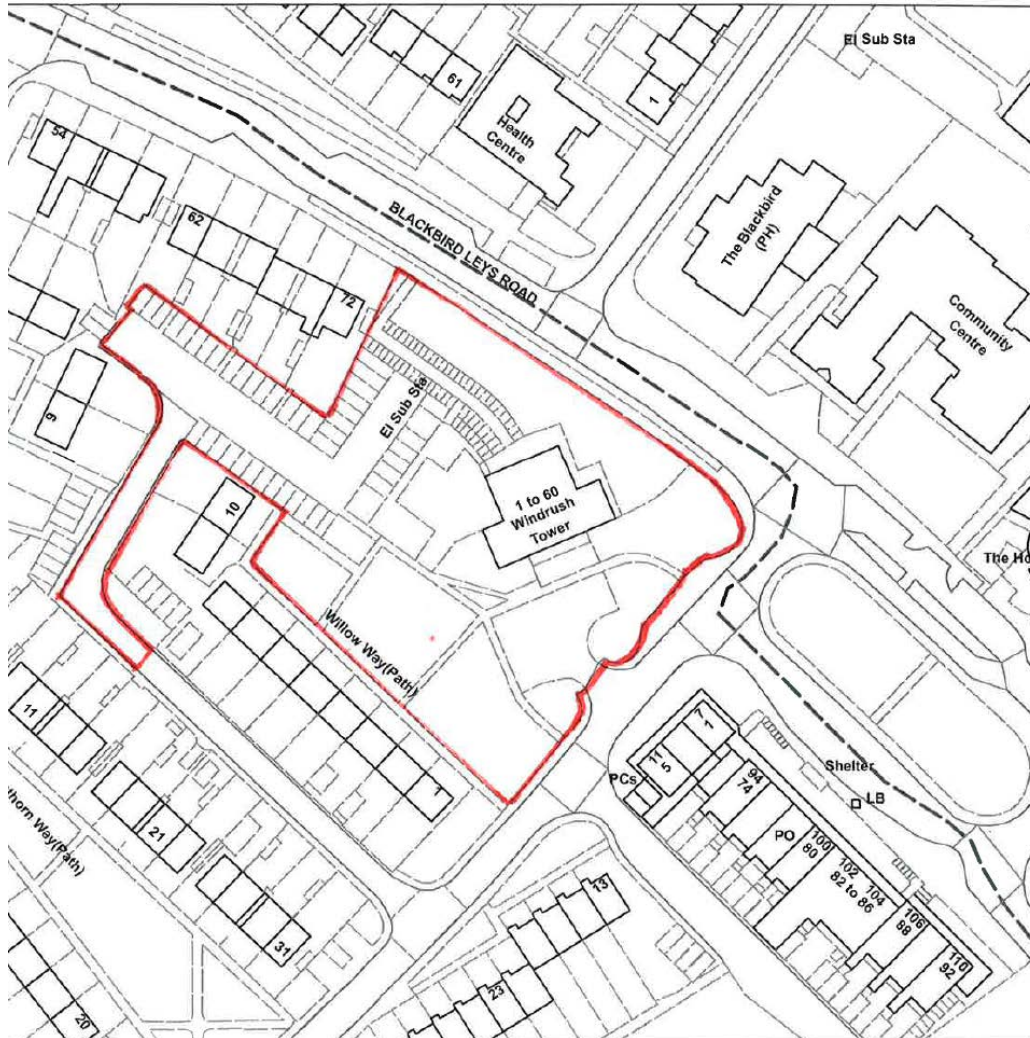 El Sub Sta
61
1
Health
Centre
54
62
72
BLACKBIRD LEYS ROAD
The Blackbird
(PH)
Community
Centre
El Sub Sta
9
10
1 to 60
Windrush
Tower
Willow Way(Path)
1
The Ho
11
21
31
horn Way(Path)
20
13
23
7
1
11
5
PCs
94
74
PO
100
80
102
82 to 86
104
106
88
110
92
Shelter
LB